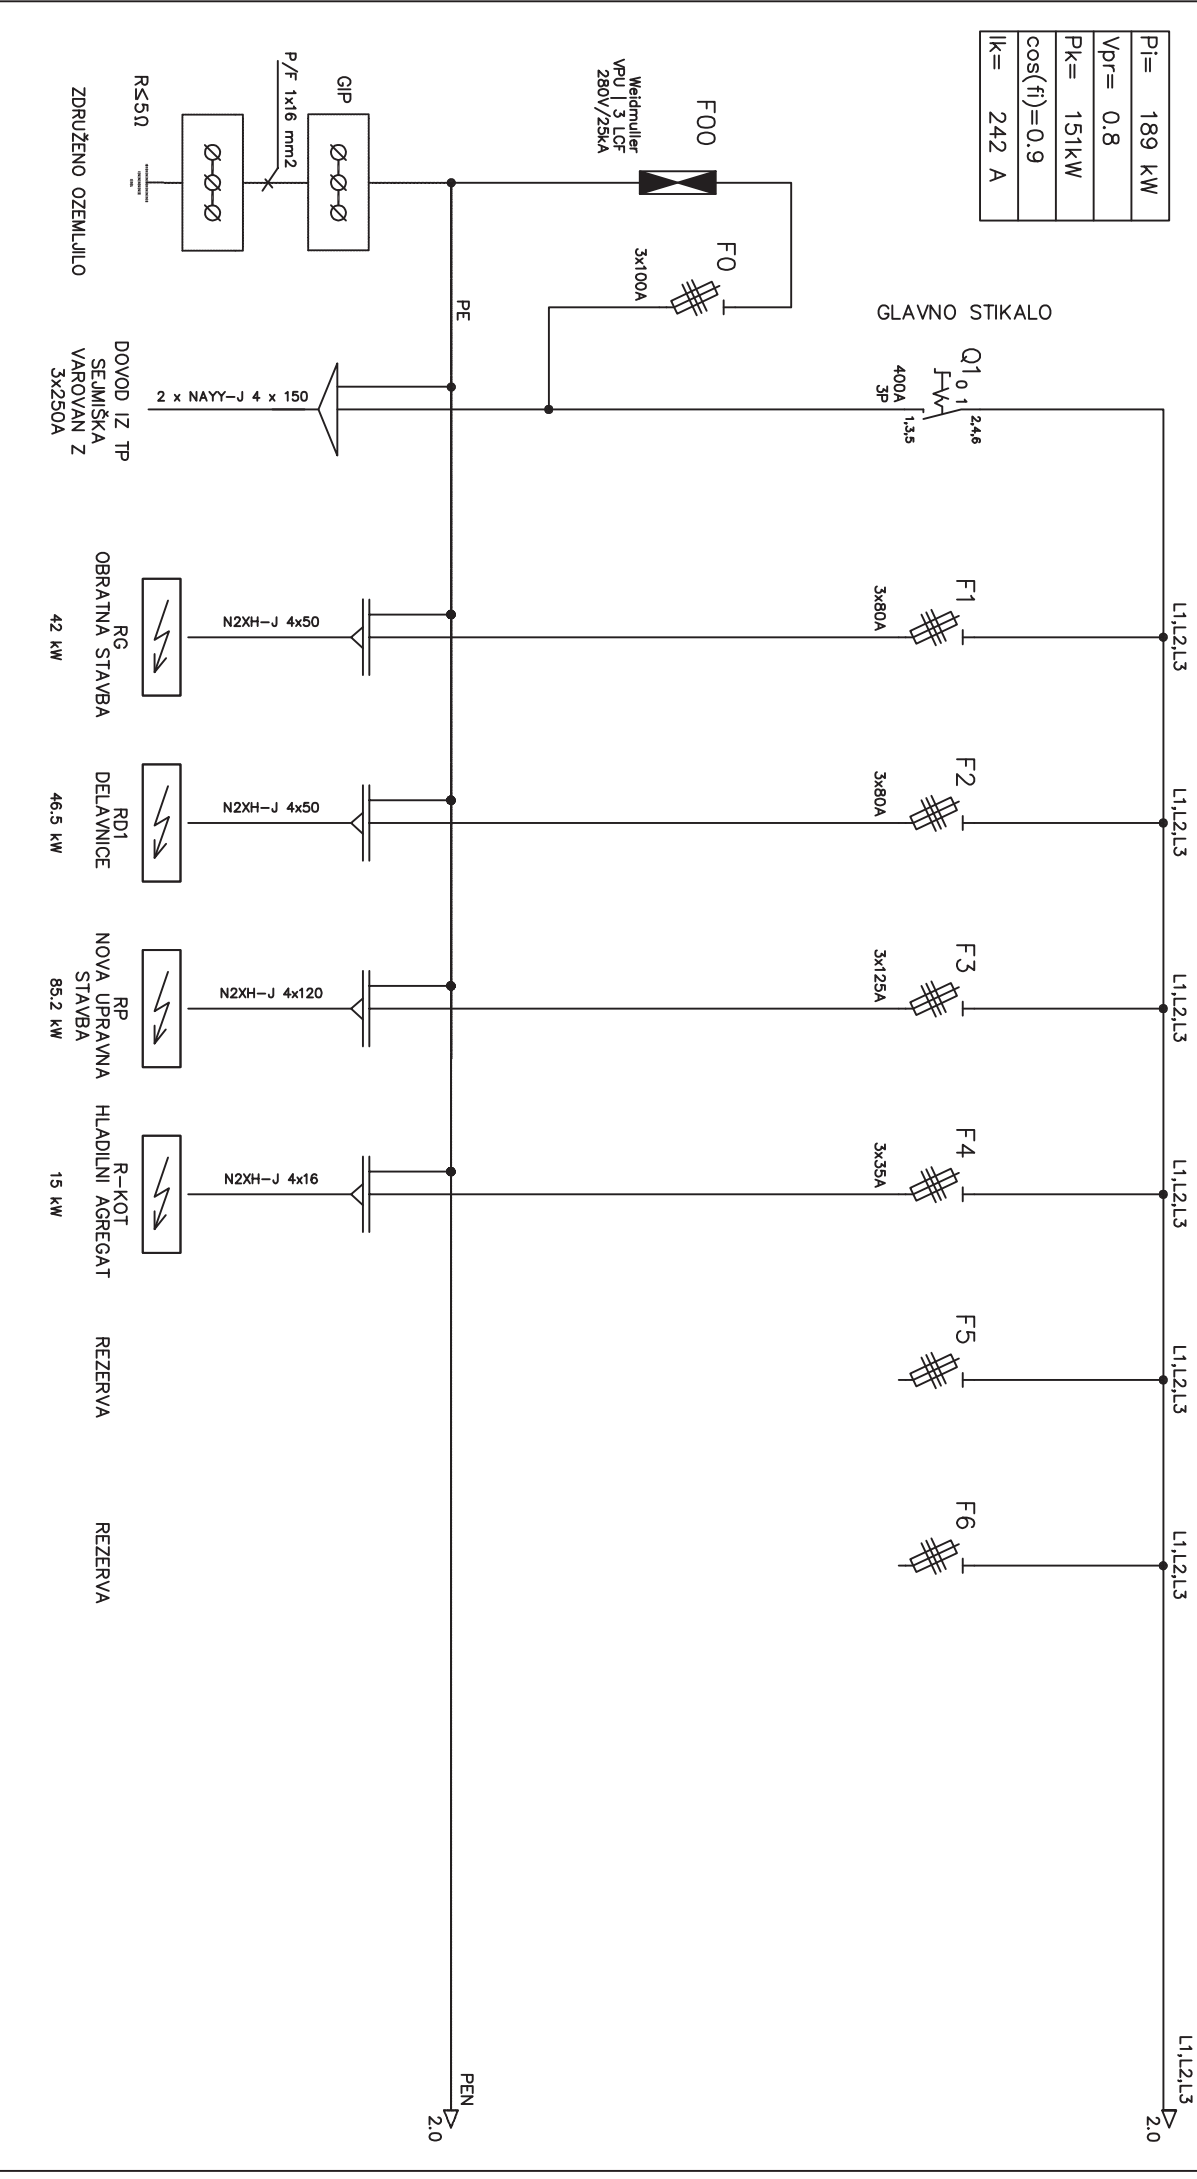 Pi= 189 kW
Vpr= 0.8
Pk= 151kW
cos(fi)=0.9
Ik= 242 A
GLAVNO STIKALO
Q1
0 1
400A
3P
1,3,5
2,4,6
F00
Weidmuller
VPU I 3 LCF
280V/25kA
F0
3x100A
GIP
P/F 1x16 mm2
R≤5Ω
ZDRUŽENO OZEMLJILO
PE
2 x NAYY-J 4 x 150
DOVOD IZ TP
SEJMIŠKA
VAROVAN Z
3x250A
L1,L2,L3
F1
3x80A
N2XH-J 4x50
RG
OBRATNA STAVBA
42 kW
L1,L2,L3
F2
3x80A
N2XH-J 4x50
RD1
DELAVNICE
46.5 kW
L1,L2,L3
F3
3x125A
N2XH-J 4x120
RP
NOVA UPRAVNA
STAVBA
85.2 kW
L1,L2,L3
F4
3x35A
N2XH-J 4x16
R-KOT
HLADILNI AGREGAT
15 kW
L1,L2,L3
F5
REZERVA
L1,L2,L3
F6
REZERVA
L1,L2,L3
2.0
PEN
2.0